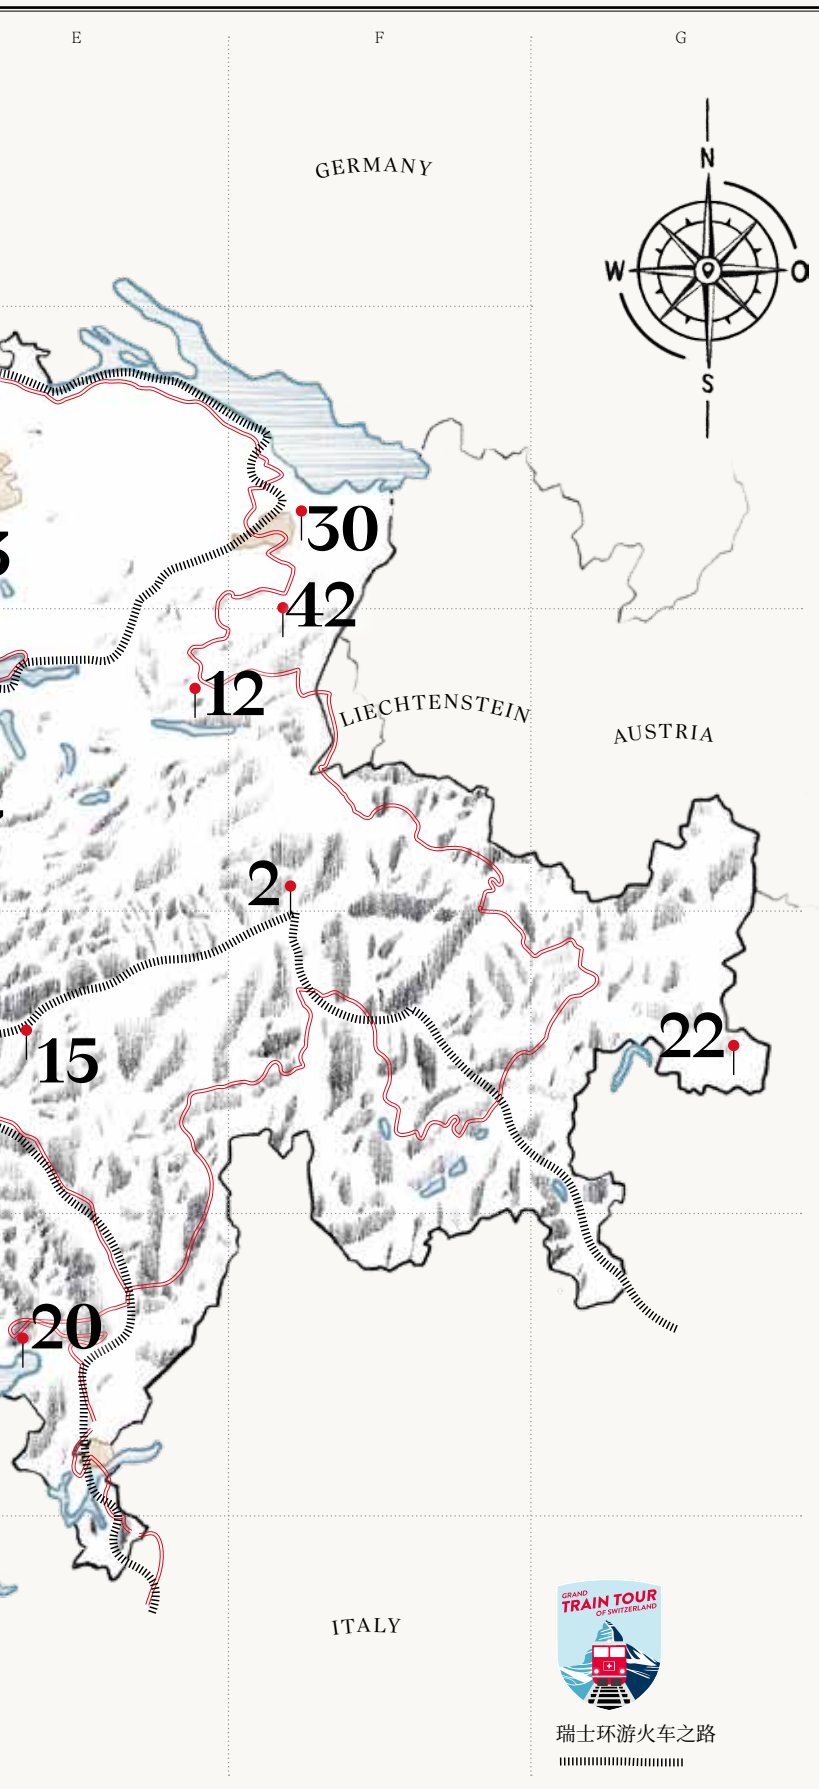 E F G
GERMANY
N
W O
S
30
42
12
LIECHTENSTEIN
AUSTRIA
2
22
15
20
ITALY
GRAND
TRAIN TOUR
OF SWITZERLAND
瑞士环游火车之路